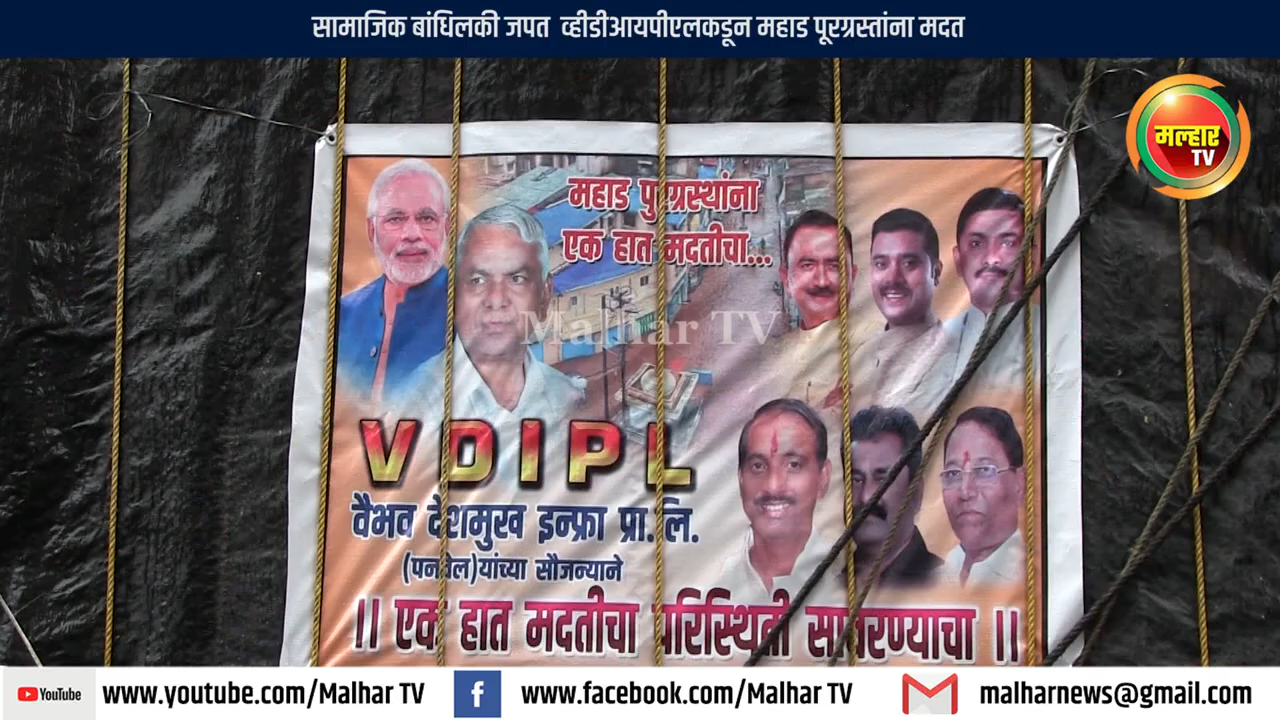 सामाजिक बांधिलकी जपत व्हीडीआयपीएलकडून महाड पूरग्रस्तांना मदत
मल्हार
TV
महाड पुरग्रस्थांना
एक हात मदतीचा...
Malhar TV
VDIPL
वैभव देशमुख इन्फ्रा प्रा.लि.
(पनवेल)यांच्या सौजन्याने
|| एक हात मदतीचा परिस्थिती सावरण्याचा ||
YouTube www.youtube.com/Malhar TV
www.facebook.com/Malhar TV
malharnews@gmail.com